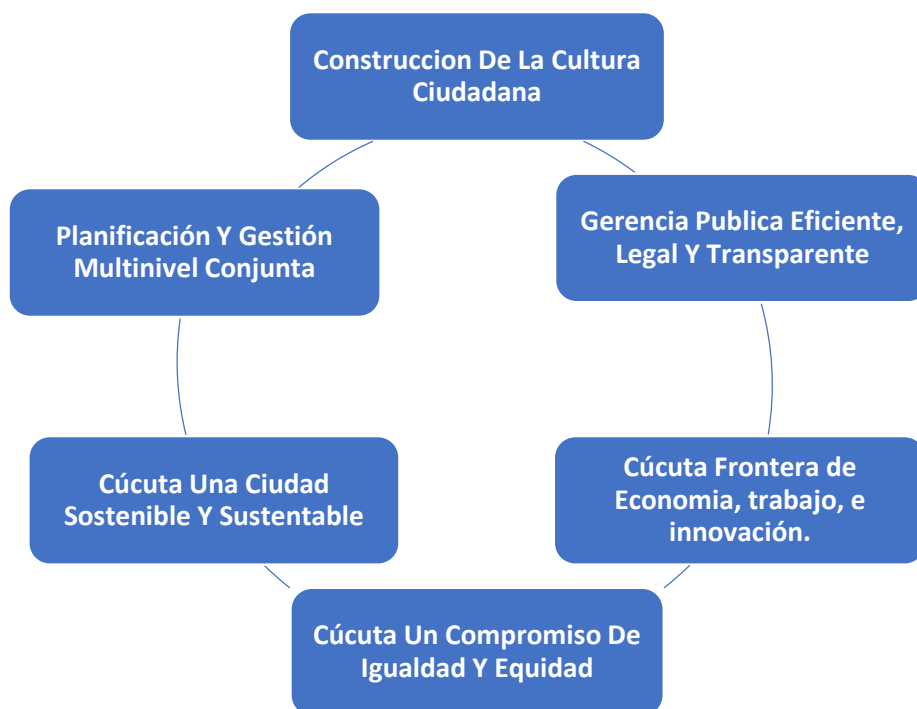 Construccion De La Cultura
Ciudadana
Gerencia Publica Eficiente,
Legal Y Transparente
Cúcuta Frontera de
Economia, trabajo, e
innovación.
Cúcuta Un Compromiso De
Igualdad Y Equidad
Cúcuta Una Ciudad
Sostenible Y Sustentable
Planificación Y Gestión
Multinivel Conjunta